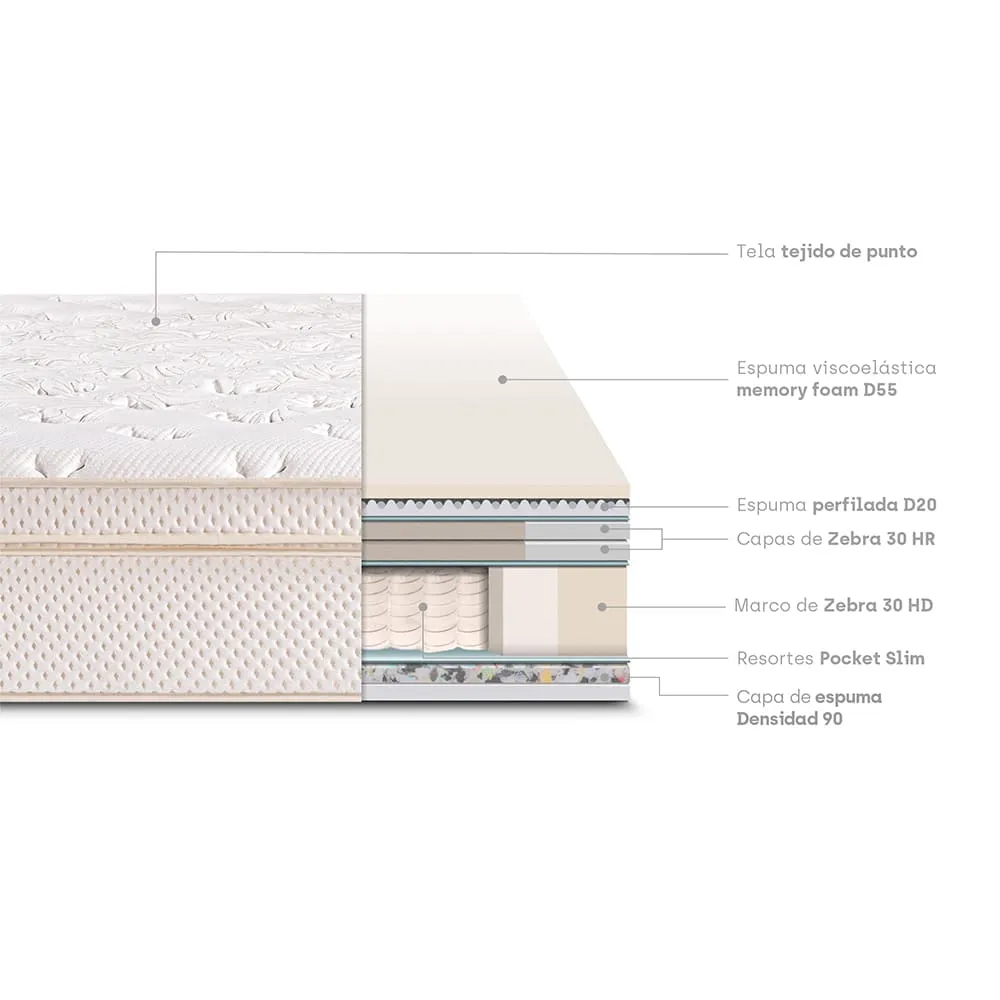 Tela tejido de punto
Espuma viscoelástica
memory foam D55
Espuma perfilada D20
Capas de Zebra 30 HR
Marco de Zebra 30 HD
Resortes Pocket Slim
Capa de espuma
Densidad 90